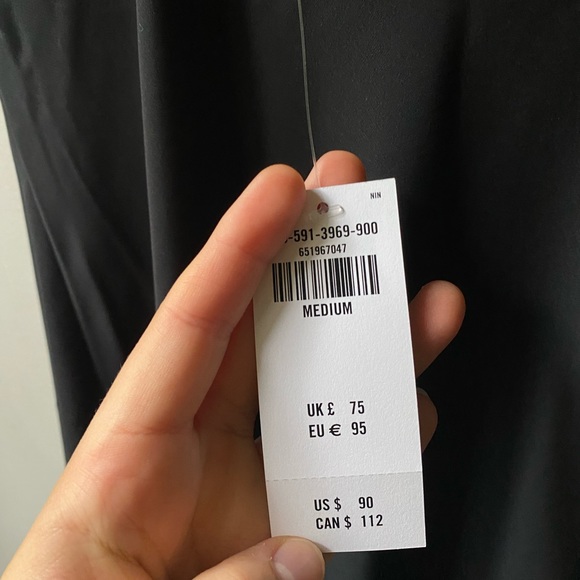 NIN
-591-3969-900
651967047
MEDIUM
UK £ 75
EU € 95
US $ 90
CAN $ 112